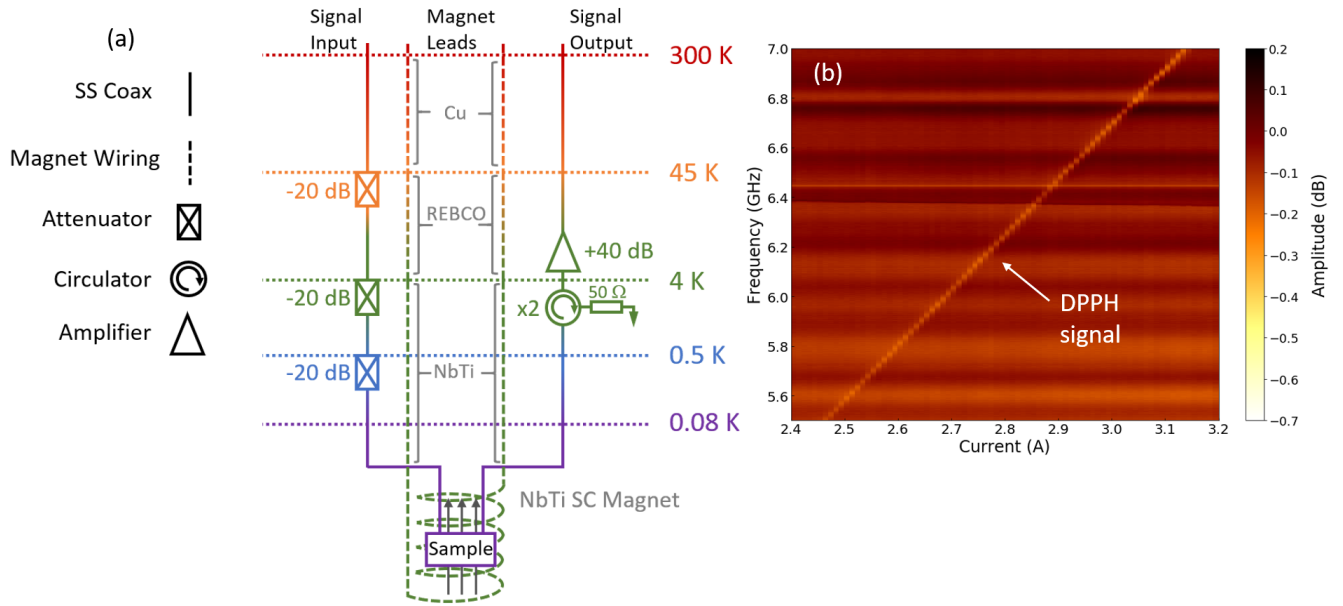 (a)
SS Coax
Magnet Wiring
Attenuator
Circulator
Amplifier
Signal
Input
Magnet
Leads
Signal
Output
300 K
Cu
45 K
-20 dB
REBCO
+40 dB
4 K
-20 dB
x2
50 Ω
0.5 K
-20 dB
NbTi
0.08 K
NbTi SC Magnet
Sample
(b)
DPPH
signal
Frequency (GHz)
7.0
6.8
6.6
6.4
6.2
6.0
5.8
5.6
2.4
2.5
2.6
2.7
2.8
2.9
3.0
3.1
3.2
Current (A)
0.2
0.1
0.0
−0.1
−0.2
−0.3
−0.4
−0.5
−0.6
−0.7
Amplitude (dB)